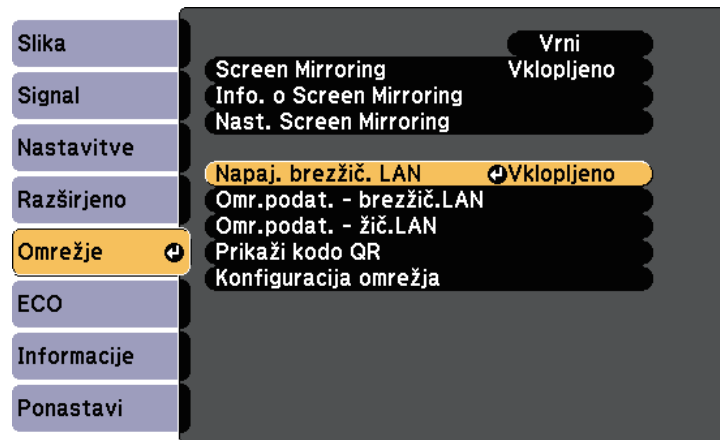 Slika
Signal
Nastavitve
Razširjeno
Omrežje
ECO
Informacije
Ponastavi
Vrni
Screen Mirroring Vklopljeno
Info. o Screen Mirroring
Nast. Screen Mirroring
Napaj. brezžič. LAN Vklopljeno
Omr.podat. - brezžič.LAN
Omr.podat. - žič.LAN
Prikaži kodo QR
Konfiguracija omrežja